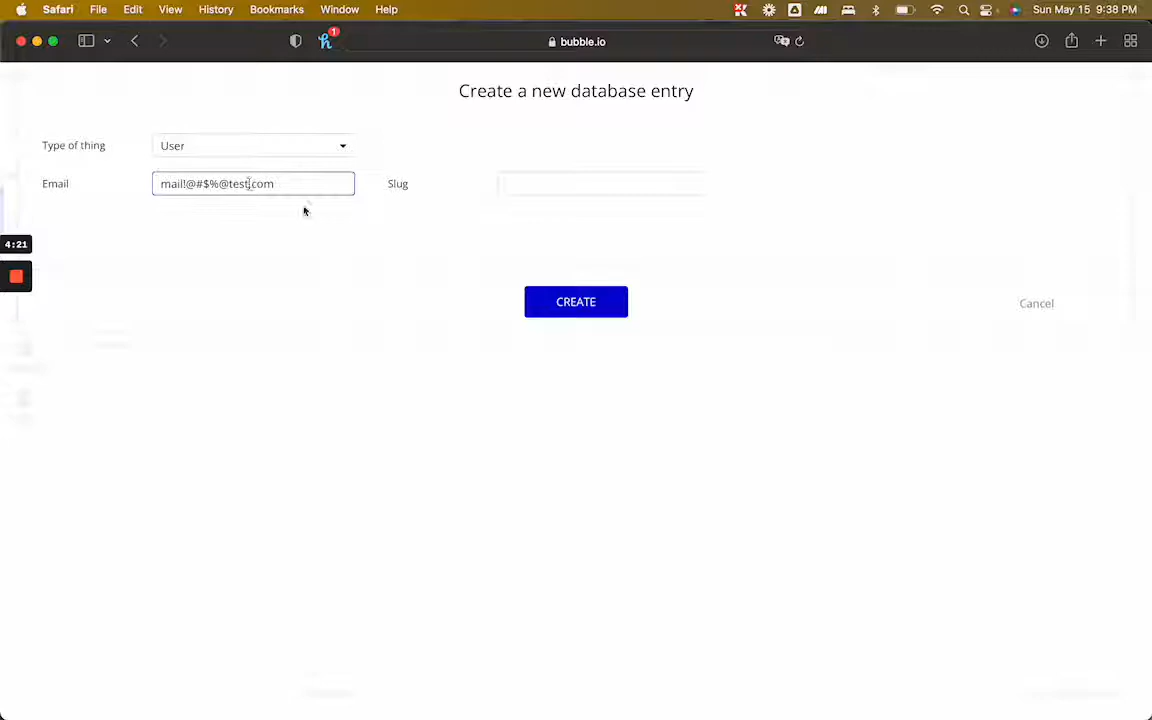 Safari File Edit View History Bookmarks Window Help Sun May 15 9:38 PM
1
bubble.io
Create a new database entry
Type of thing User
Email mail!@#$%@test.com Slug
4:21
CREATE
Cancel